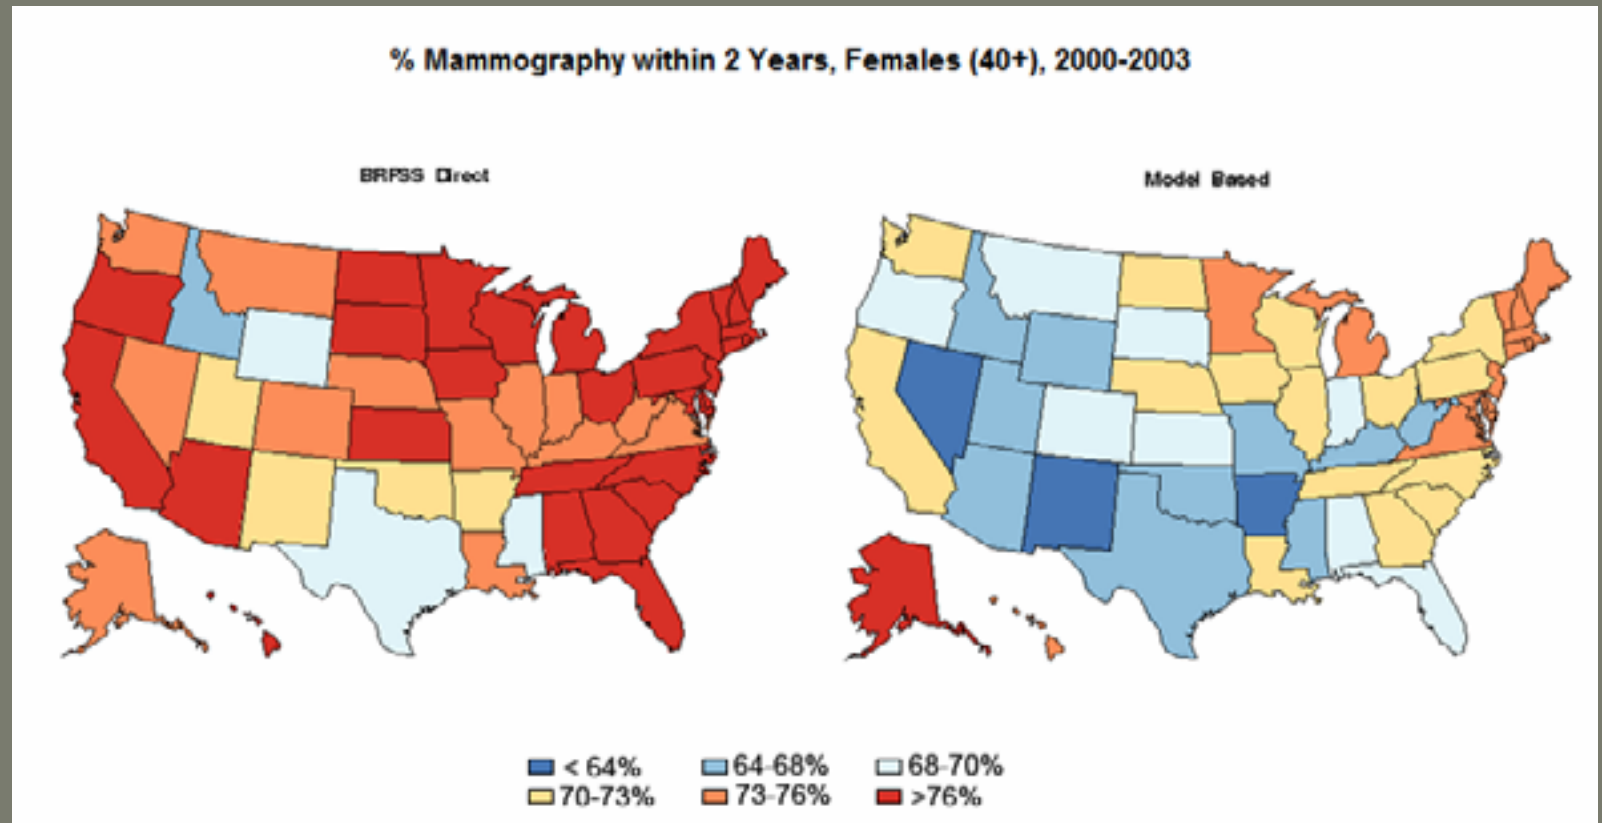 % Mammography within 2 Years, Females (40+), 2000-2003
BRFSS Direct
Model Based
< 64%
64-68%
68-70%
70-73%
73-76%
>76%